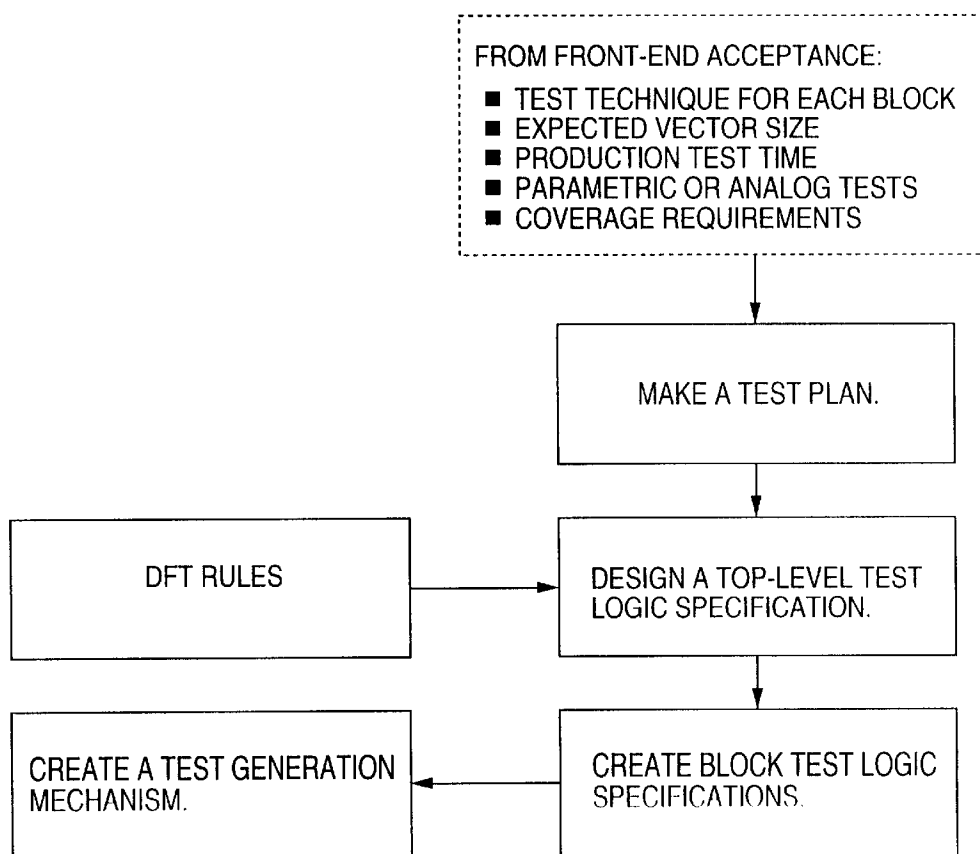 FROM FRONT-END ACCEPTANCE:
■ TEST TECHNIQUE FOR EACH BLOCK
■ EXPECTED VECTOR SIZE
■ PRODUCTION TEST TIME
■ PARAMETRIC OR ANALOG TESTS
■ COVERAGE REQUIREMENTS
MAKE A TEST PLAN.
DFT RULES
DESIGN A TOP-LEVEL TEST
LOGIC SPECIFICATION.
CREATE A TEST GENERATION
MECHANISM.
CREATE BLOCK TEST LOGIC
SPECIFICATIONS.